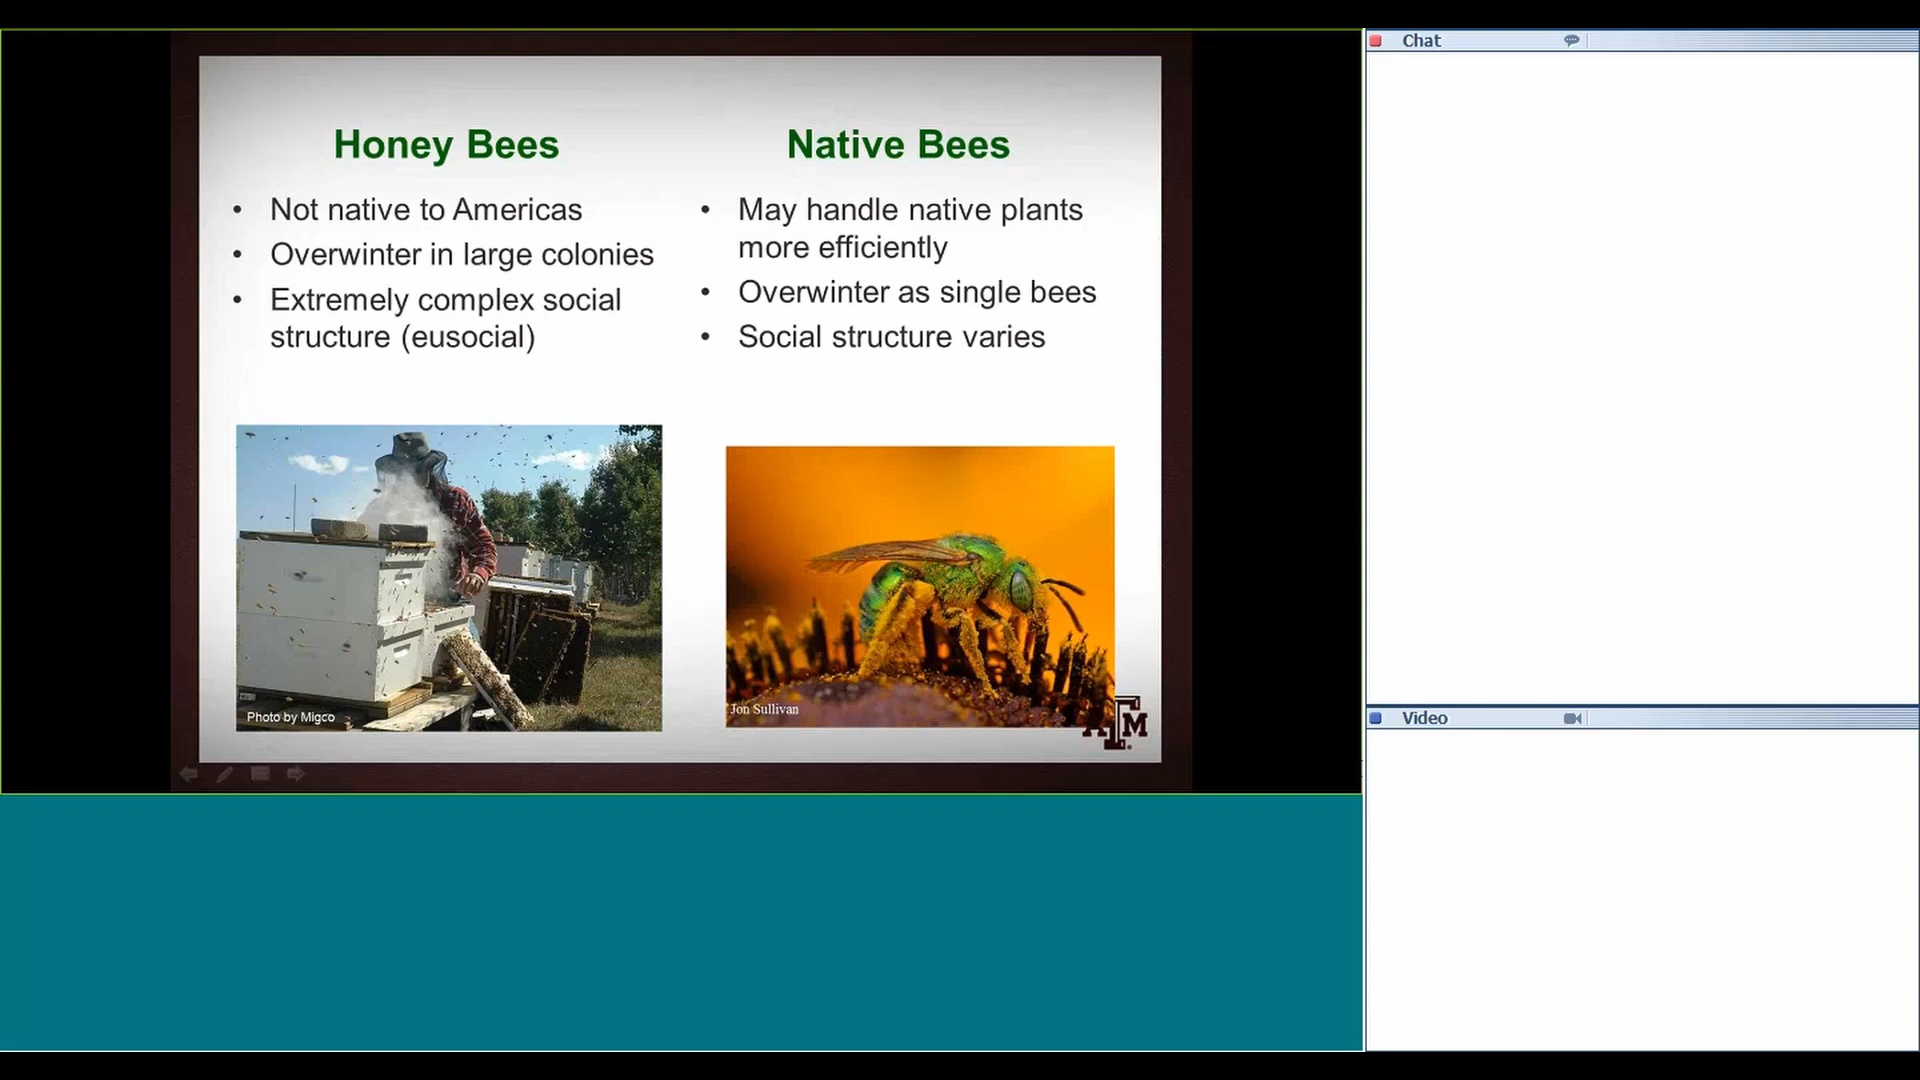 Honey Bees
• Not native to Americas
• Overwinter in large colonies
• Extremely complex social
structure (eusocial)
Photo by Migco
Native Bees
• May handle native plants
more efficiently
• Overwinter as single bees
• Social structure varies
Jon Sullivan
ATM
Chat
Video